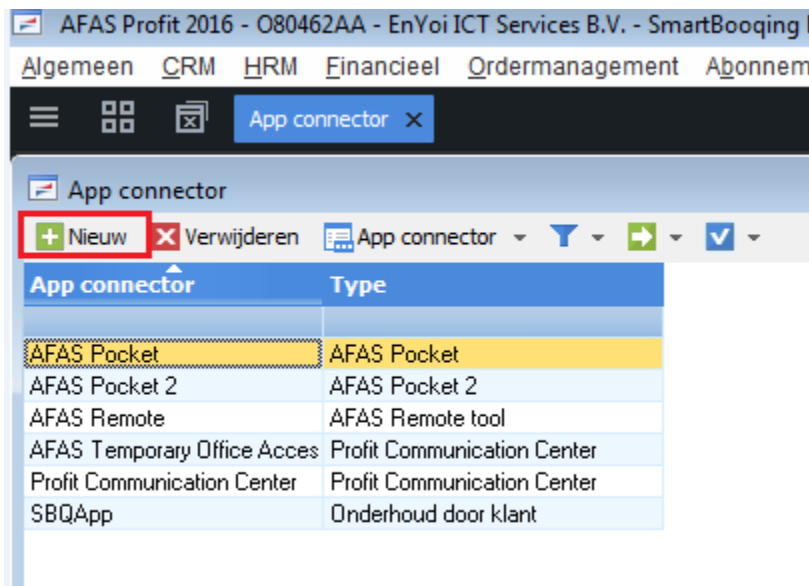 AFAS Profit 2016 - O80462AA - EnYoi ICT Services B.V. - SmartBooqing
Algemeen CRM HRM Financieel Ordermanagement Abonnem
App connector
App connector
Nieuw Verwijderen App connector
App connector Type
AFAS Pocket AFAS Pocket
AFAS Pocket 2 AFAS Pocket 2
AFAS Remote AFAS Remote tool
AFAS Temporary Office Acces Profit Communication Center
Profit Communication Center Profit Communication Center
SBQApp Onderhoud door klant